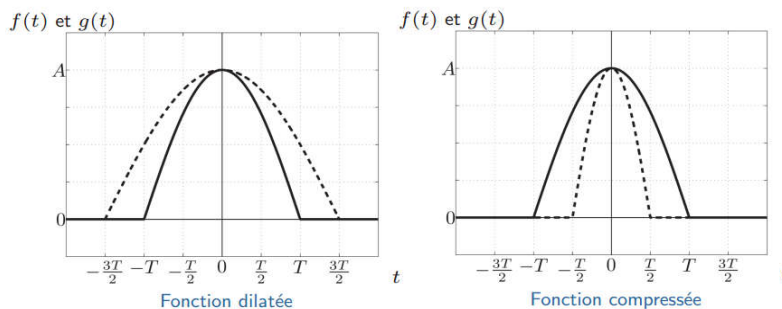 f(t) et g(t)
A
0
−3T/2 −T −T/2 0 T/2 T 3T/2
t
Fonction dilatée
f(t) et g(t)
A
0
−3T/2 −T −T/2 0 T/2 T 3T/2
Fonction compressée